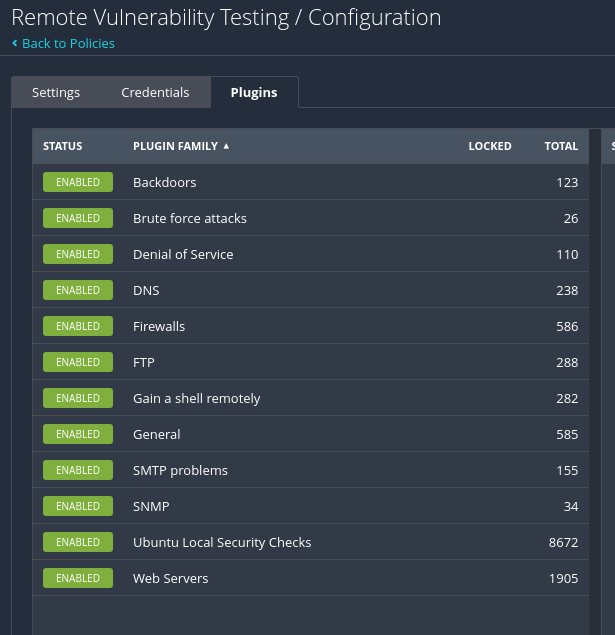 Remote Vulnerability Testing / Configuration
‹ Back to Policies
Settings Credentials Plugins
STATUS PLUGIN FAMILY ▲ LOCKED TOTAL S
ENABLED Backdoors 123
ENABLED Brute force attacks 26
ENABLED Denial of Service 110
ENABLED DNS 238
ENABLED Firewalls 586
ENABLED FTP 288
ENABLED Gain a shell remotely 282
ENABLED General 585
ENABLED SMTP problems 155
ENABLED SNMP 34
ENABLED Ubuntu Local Security Checks 8672
ENABLED Web Servers 1905